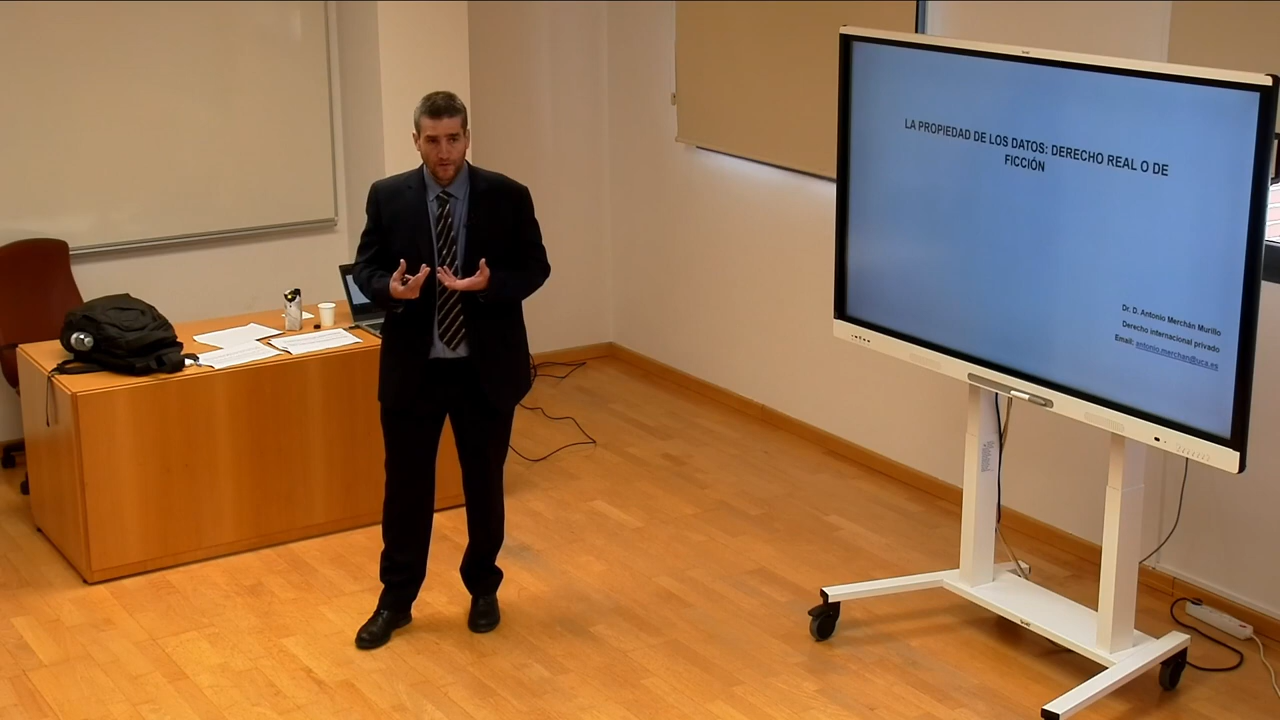 LA PROPIEDAD DE LOS DATOS: DERECHO REAL O DE
FICCIÓN
Dr. D. Antonio Merchán Murillo
Derecho internacional privado
Email: antonio.merchan@uca.es